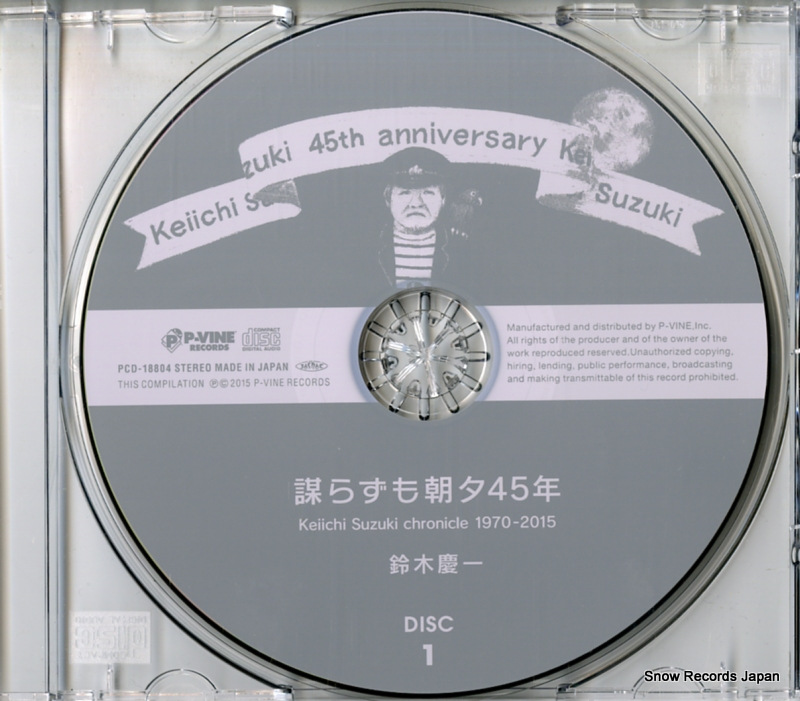 Keiichi Suzuki 45th anniversary Keiichi Suzuki
P-VINE
RECORDS
COMPACT
disc
DIGITAL AUDIO
PCD-18804 STEREO MADE IN JAPAN
THIS COMPILATION ℗©2015 P-VINE RECORDS
Manufactured and distributed by P-VINE,Inc.
All rights of the producer and of the owner of the
work reproduced reserved.Unauthorized copying,
hiring, lending, public performance, broadcasting
and making transmittable of this record prohibited.
謀らずも朝夕45年
Keiichi Suzuki chronicle 1970-2015
鈴木慶一
DISC
1
Snow Records Japan